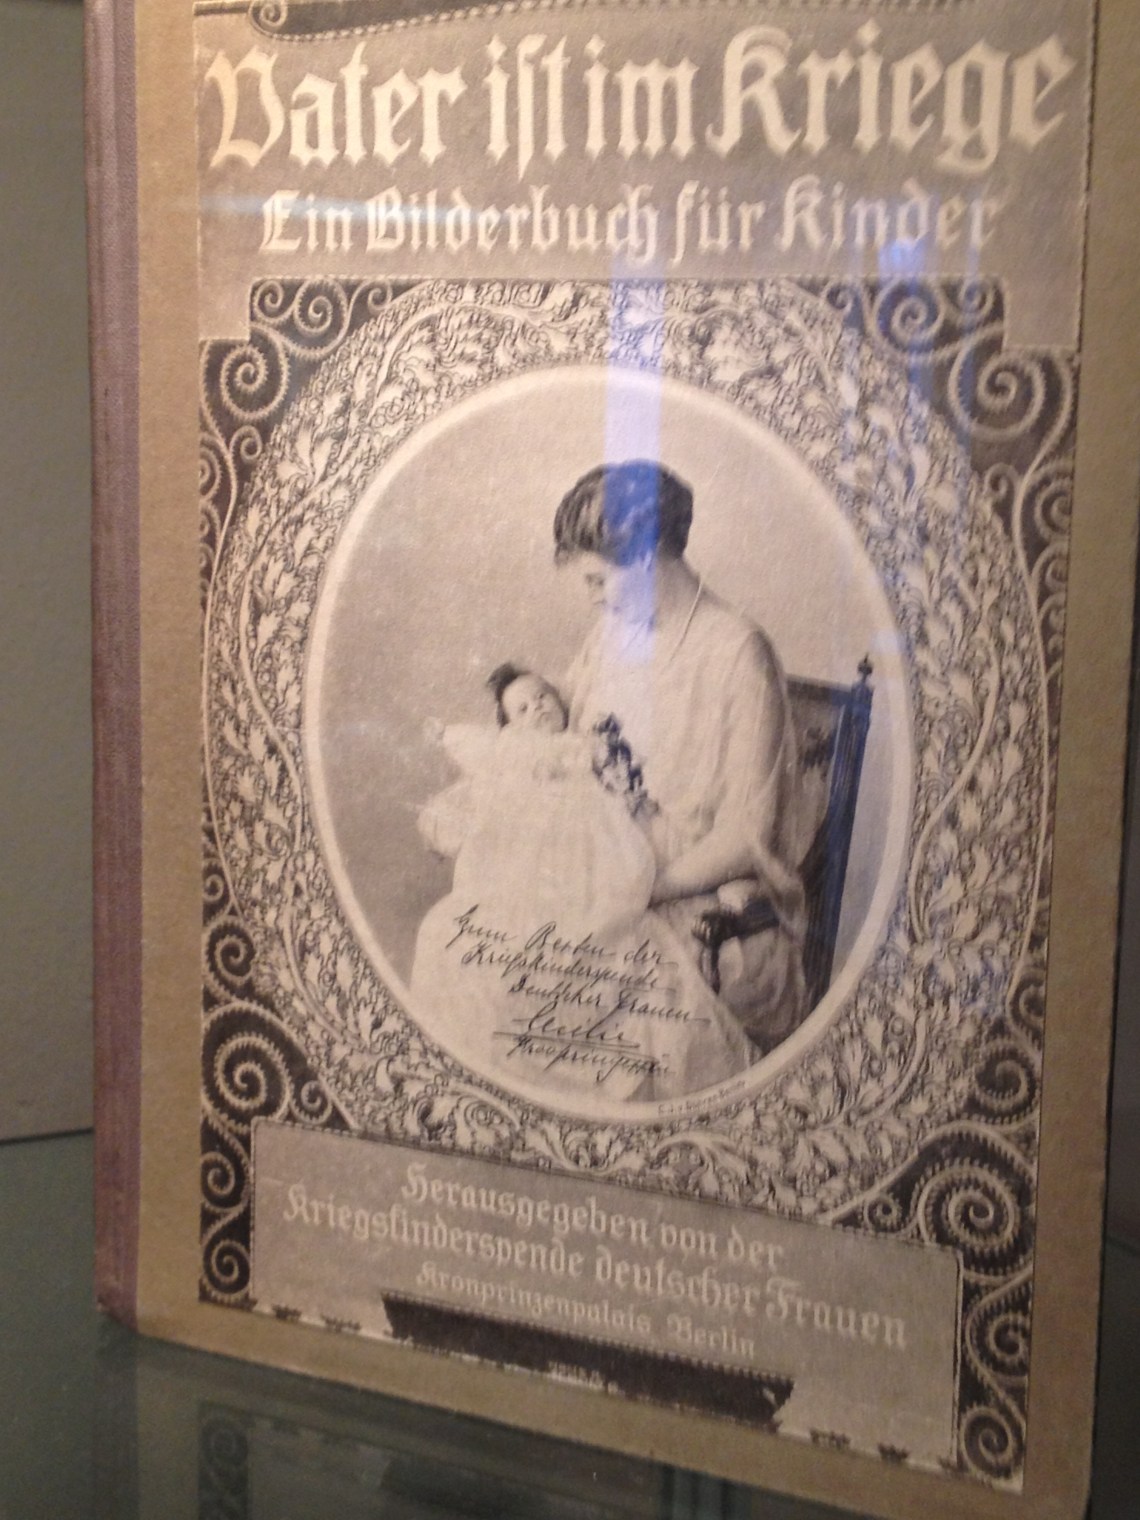 Vater ist im Kriege
Ein Bilderbuch für Kinder
Zum Besten der
Kriegskinderspende
Deutscher Frauen
Cecilie
Kronprinzessin
Herausgegeben von der
Kriegskinderspende deutscher Frauen
Kronprinzenpalais Berlin